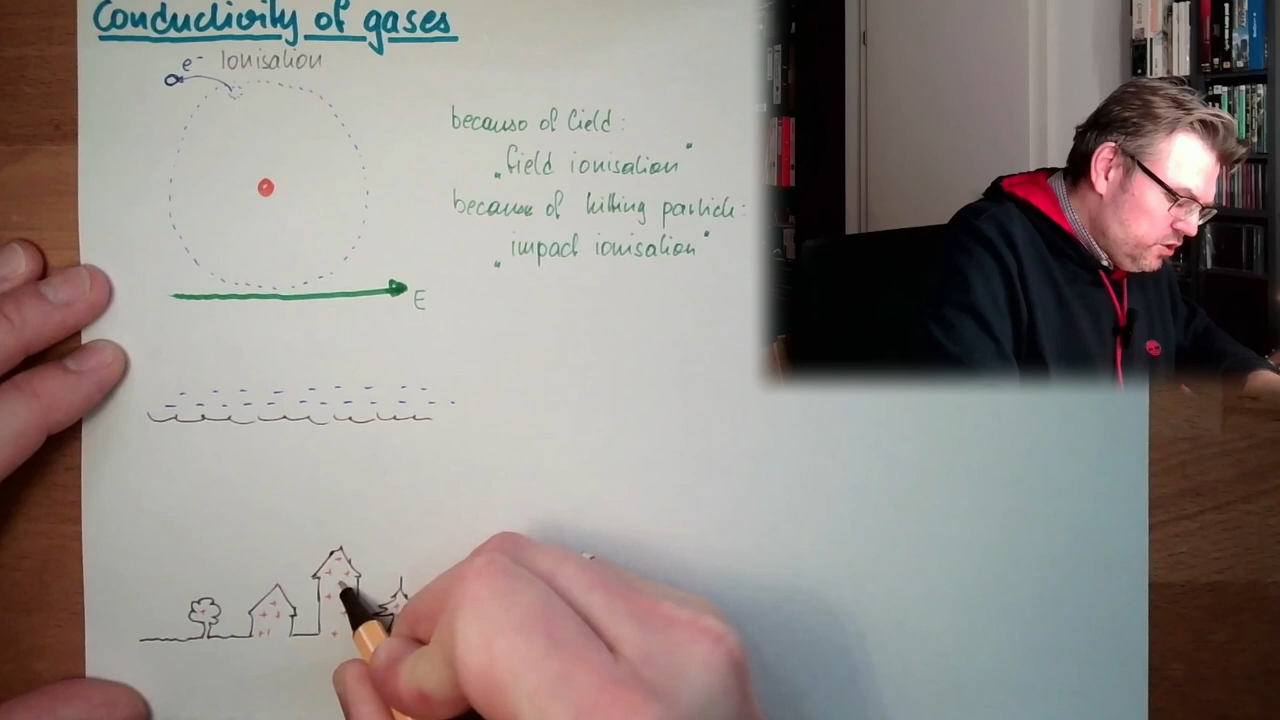 Conductivity of gases
e⁻ Ionisation
because of field:
„field ionisation"
because of hitting particle:
„impact ionisation"
E